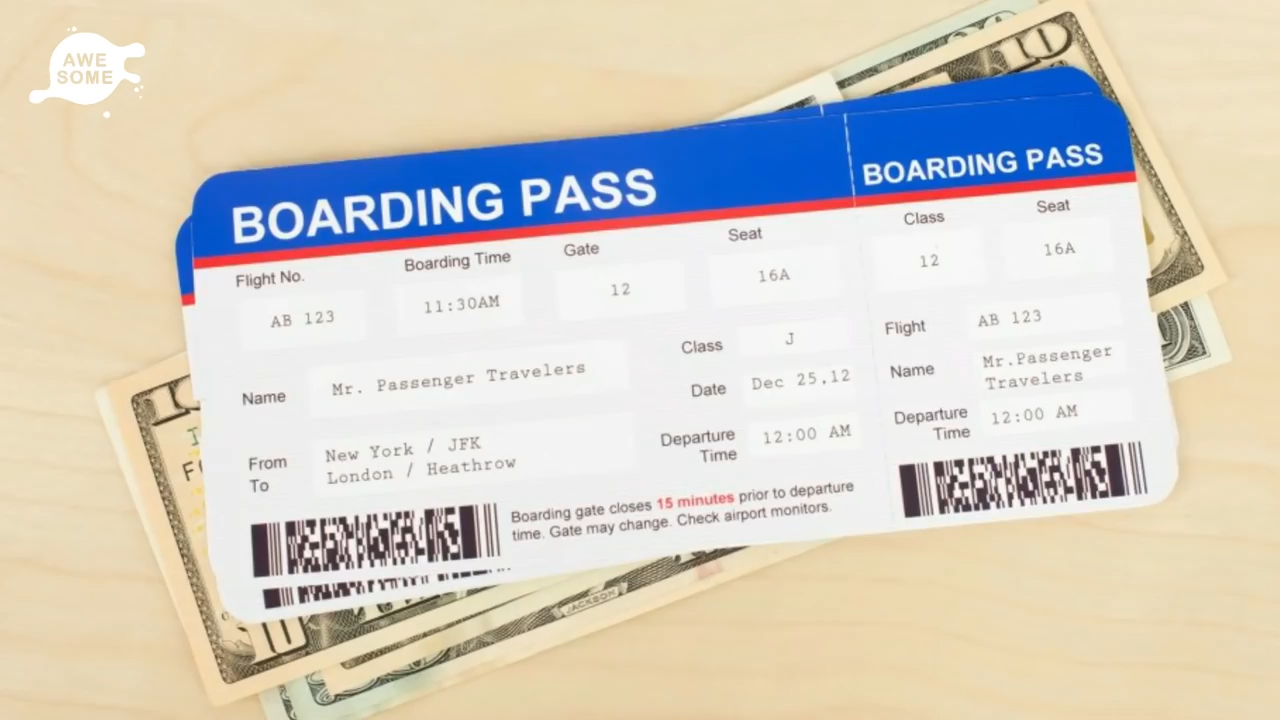 AWE
SOME
BOARDING PASS
Flight No.
Boarding Time
Gate
Seat
AB 123
11:30AM
12
16A
Name
Mr. Passenger Travelers
Class
J
Date
Dec 25,12
From
New York / JFK
To
London / Heathrow
Departure
Time
12:00 AM
Boarding gate closes 15 minutes prior to departure
time. Gate may change. Check airport monitors.
BOARDING PASS
Class
Seat
12
16A
Flight
AB 123
Name
Mr.Passenger
Travelers
Departure
Time
12:00 AM
10
JACKSON